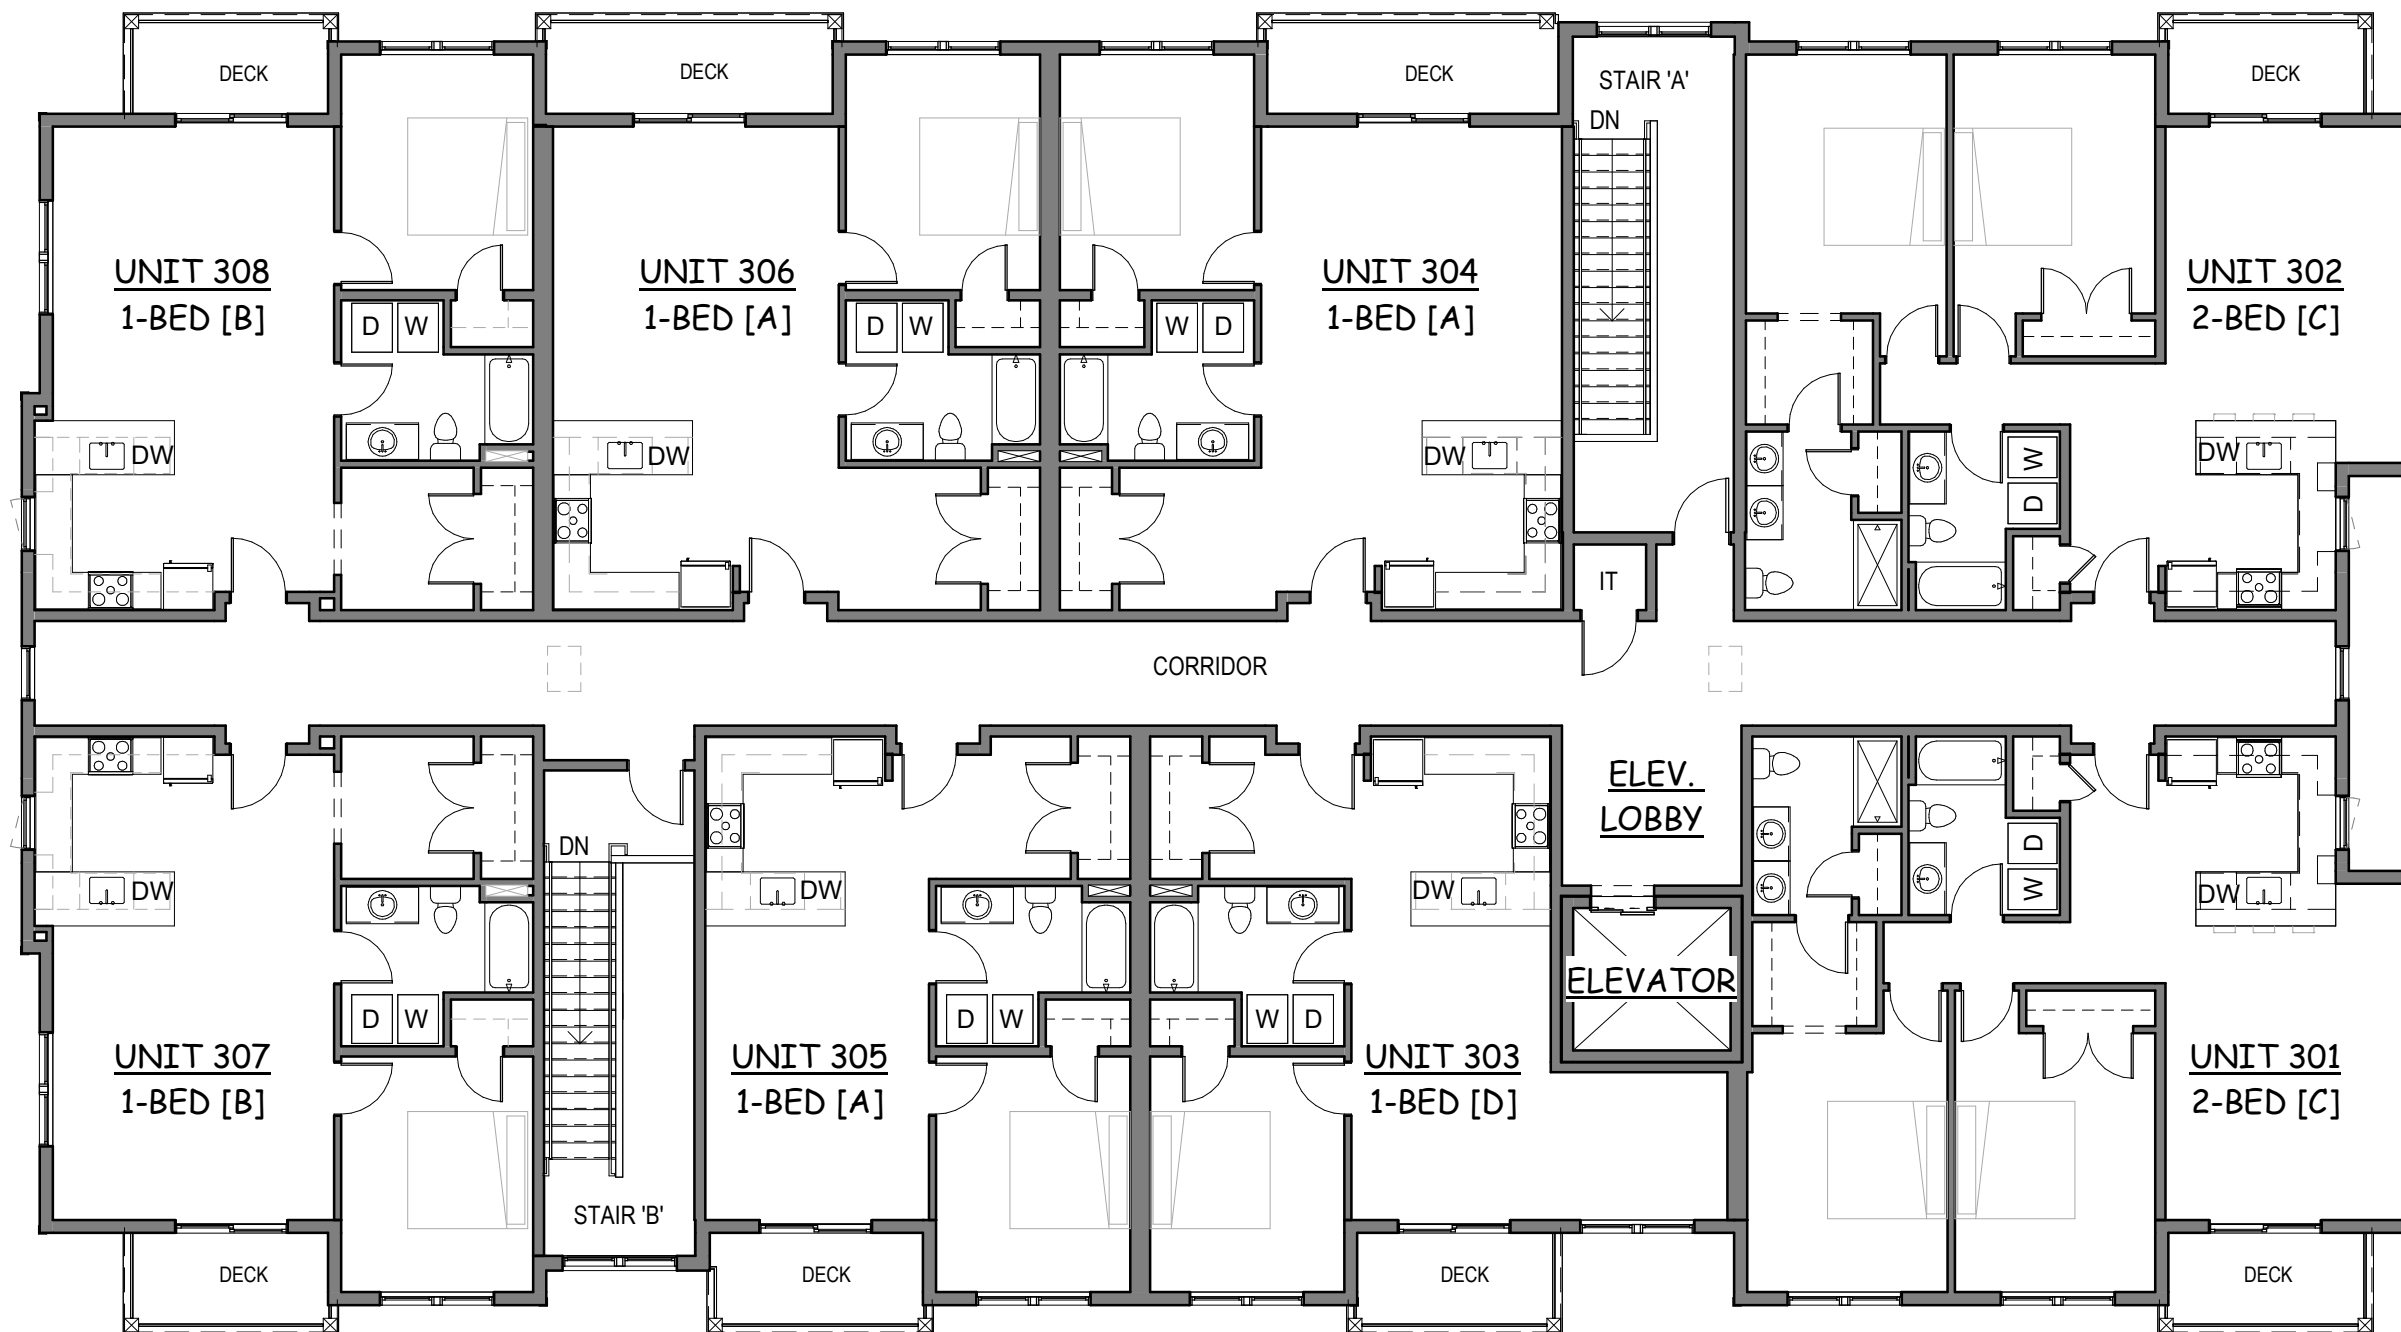 DECK
DECK
DECK
DECK
STAIR 'A'
DN
UNIT 308
1-BED [B]
UNIT 306
1-BED [A]
UNIT 304
1-BED [A]
UNIT 302
2-BED [C]
D
W
D
W
W
D
DW
DW
DW
DW
W
D
IT
CORRIDOR
ELEV.
LOBBY
DN
DW
DW
DW
DW
D
W
ELEVATOR
D
W
D
W
W
D
UNIT 307
1-BED [B]
UNIT 305
1-BED [A]
UNIT 303
1-BED [D]
UNIT 301
2-BED [C]
STAIR 'B'
DECK
DECK
DECK
DECK